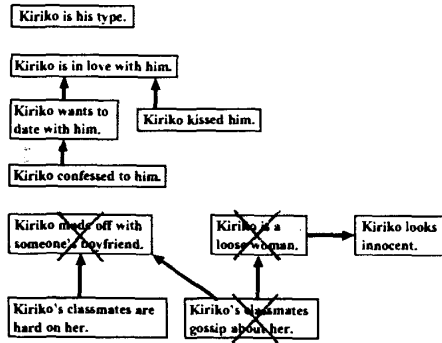 Kiriko is his type.
Kiriko is in love with him.
Kiriko wants to
date with him.
Kiriko kissed him.
Kiriko confessed to him.
Kiriko made off with
someone's boyfriend.
Kiriko is a
loose woman.
Kiriko looks
innocent.
Kiriko's classmates are
hard on her.
Kiriko's classmates
gossip about her.